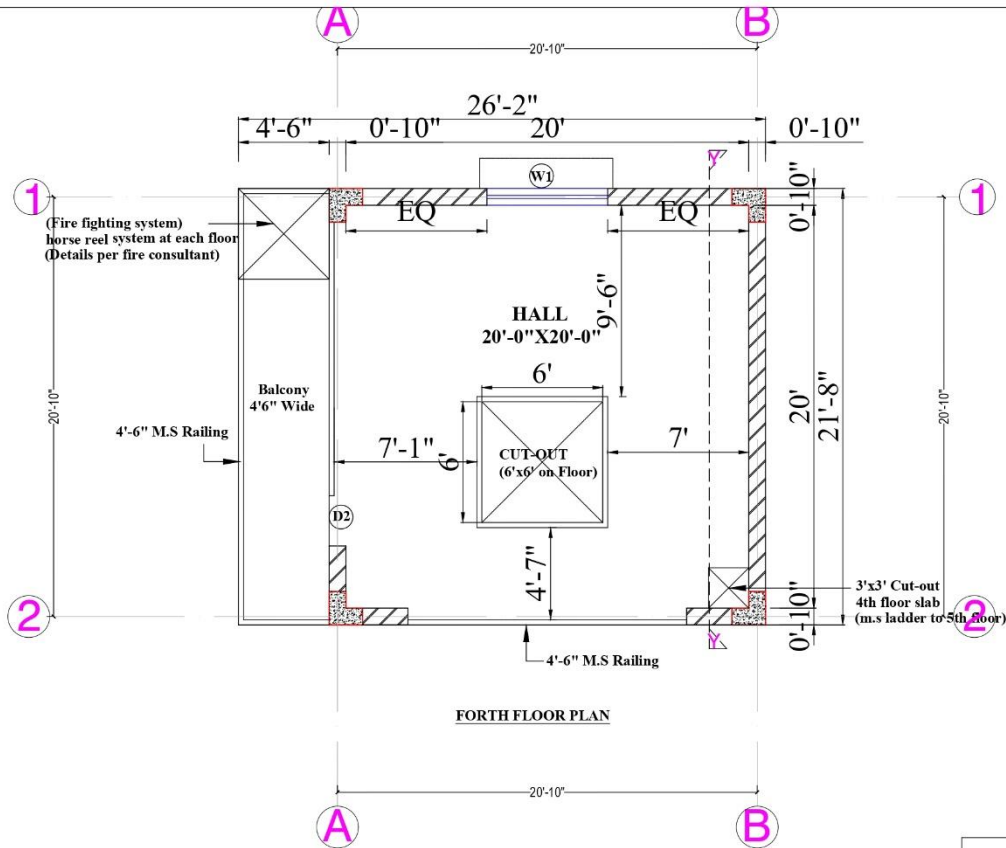 A
B
20'-10"
26'-2"
4'-6"
0'-10"
20'
0'-10"
Y
W1
1
1
0'-10"
EQ
EQ
(Fire fighting system)
horse reel system at each floor
(Details per fire consultant)
9'-6"
HALL
20'-0"X20'-0"
6'
20'-10"
Balcony
4'6" Wide
20'
21'-8"
20'-10"
4'-6" M.S Railing
7'-1"
6'
CUT-OUT
(6'x6' on Floor)
7'
D2
4'-7"
3'x3' Cut-out
4th floor slab
(m.s ladder to 5th floor)
2
2
0'-10"
Y
4'-6" M.S Railing
FORTH FLOOR PLAN
20'-10"
A
B